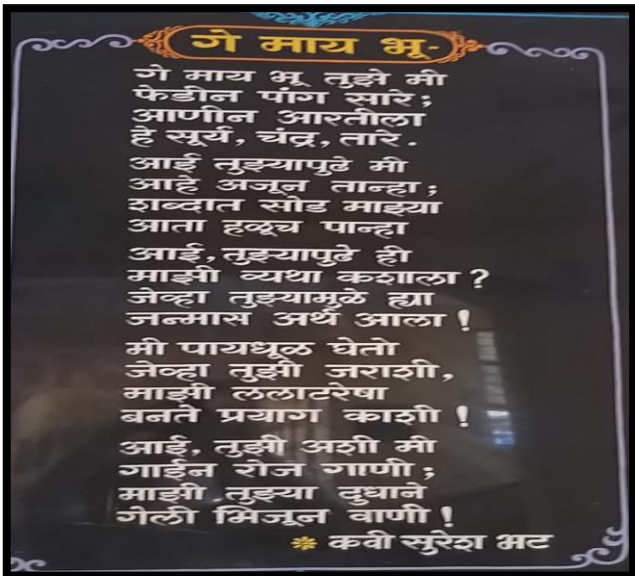 गे माय भू-
गे माय भू तुझे मी
फेडीन पांग सारे;
आणीन आरतीला
हे सूर्य, चंद्र, तारे.
आई तुझ्यापुढे मी
आहे अजून तान्हा;
शब्दात सोड माझ्या
आता हळूच पान्हा
आई, तुझ्यापुढे ही
माझी व्यथा कशाला ?
जेव्हा तुझ्यामुळे ह्या
जन्मास अर्थ आला !
मी पायधूळ घेतो
जेव्हा तुझी जराशी,
माझी ललाटरेषा
बनते प्रयाग काशी !
आई, तुझी अशी मी
गाईन रोज गाणी;
माझी तुझ्या दुधाने
गेली भिजून वाणी !
कवी सुरेश भट